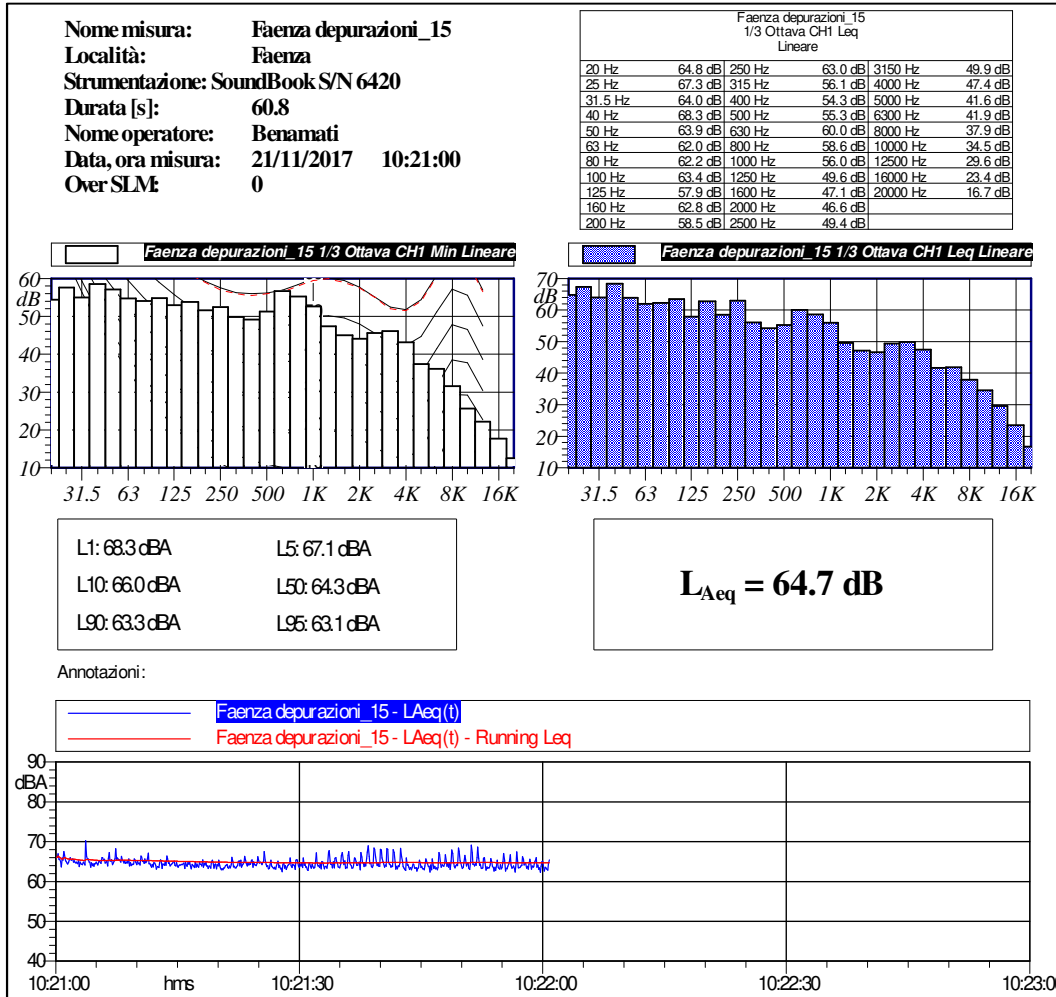 Nome misura: Faenza depurazioni_15
Località: Faenza
Strumentazione: SoundBook S/N 6420
Durata [s]: 60.8
Nome operatore: Benamati
Data, ora misura: 21/11/2017 10:21:00
Over SLM: 0
Faenza depurazioni_15
1/3 Ottava CH1 Leq
Lineare
20 Hz 64.8 dB 250 Hz 63.0 dB 3150 Hz 49.9 dB
25 Hz 67.3 dB 315 Hz 56.1 dB 4000 Hz 47.4 dB
31.5 Hz 64.0 dB 400 Hz 54.3 dB 5000 Hz 41.6 dB
40 Hz 68.3 dB 500 Hz 55.3 dB 6300 Hz 41.9 dB
50 Hz 63.9 dB 630 Hz 60.0 dB 8000 Hz 37.9 dB
63 Hz 62.0 dB 800 Hz 58.6 dB 10000 Hz 34.5 dB
80 Hz 62.2 dB 1000 Hz 56.0 dB 12500 Hz 29.6 dB
100 Hz 63.4 dB 1250 Hz 49.6 dB 16000 Hz 23.4 dB
125 Hz 57.9 dB 1600 Hz 47.1 dB 20000 Hz 16.7 dB
160 Hz 62.8 dB 2000 Hz 46.6 dB
200 Hz 58.5 dB 2500 Hz 49.4 dB
Faenza depurazioni_15 1/3 Ottava CH1 Min Lineare
60
dB
50
40
30
20
10
31.5 63 125 250 500 1K 2K 4K 8K 16K
Faenza depurazioni_15 1/3 Ottava CH1 Leq Lineare
70
dB
60
50
40
30
20
10
31.5 63 125 250 500 1K 2K 4K 8K 16K
L1: 68.3 dBA L5: 67.1 dBA
L10: 66.0 dBA L50: 64.3 dBA
L90: 63.3 dBA L95: 63.1 dBA
LAeq = 64.7 dB
Annotazioni:
Faenza depurazioni_15 - LAeq(t)
Faenza depurazioni_15 - LAeq(t) - Running Leq
90
dBA
80
70
60
50
40
10:21:00 hms 10:21:30 10:22:00 10:22:30 10:23:0